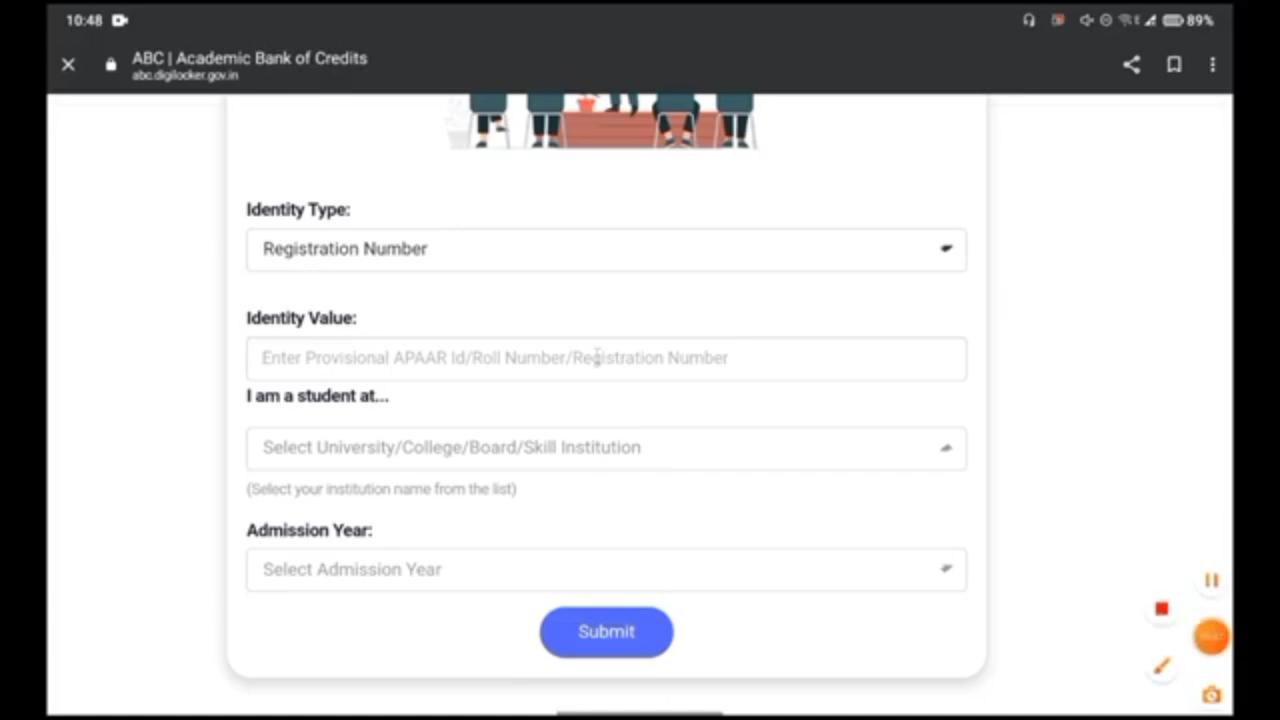 10:48
89%
ABC | Academic Bank of Credits
abc.digilocker.gov.in
Identity Type:
Registration Number
Identity Value:
Enter Provisional APAAR Id/Roll Number/Registration Number
I am a student at...
Select University/College/Board/Skill Institution
(Select your institution name from the list)
Admission Year:
Select Admission Year
Submit